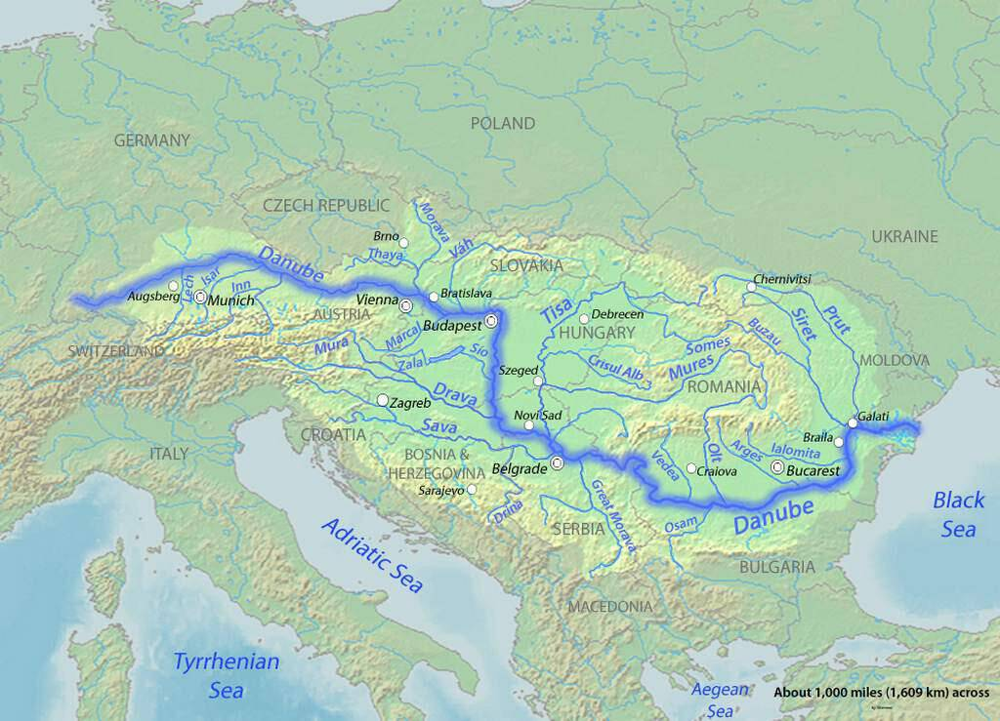 POLAND
GERMANY
CZECH REPUBLIC
Morava
UKRAINE
Brno
Váh
Thaya
Danube
SLOVAKIA
Chernivitsi
Lech
Isar
Inn
Augsberg
Munich
Bratislava
Vienna
AUSTRIA
Budapest
Tisa
Debrecen
HUNGARY
Siret
Prut
Buzau
SWITZERLAND
Mura
Marca
Zala
Sio
Somes
Mures
Crisul Alb
MOLDOVA
Szeged
ROMANIA
Drava
Zagreb
Novi Sad
Galati
Sava
CROATIA
Braila
ITALY
BOSNIA &
HERZEGOVINA
Belgrade
Vedea
Olt
Arges
Ialomita
Craiova
Bucarest
Sarajevo
Drina
Great Morava
SERBIA
Osam
Danube
Black
Sea
Adriatic Sea
BULGARIA
MACEDONIA
Tyrrhenian
Sea
Aegean
Sea
About 1,000 miles (1,609 km) across